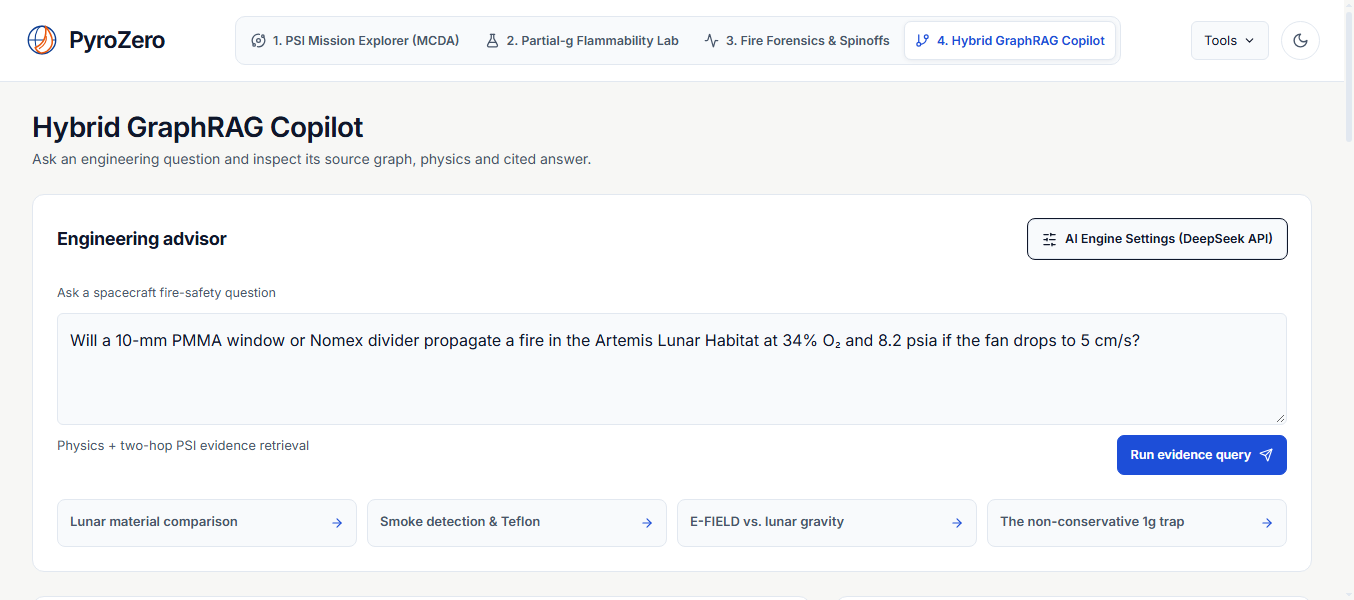 PyroZero
1. PSI Mission Explorer (MCDA)
2. Partial-g Flammability Lab
3. Fire Forensics & Spinoffs
4. Hybrid GraphRAG Copilot
Tools
Hybrid GraphRAG Copilot
Ask an engineering question and inspect its source graph, physics and cited answer.
Engineering advisor
AI Engine Settings (DeepSeek API)
Ask a spacecraft fire-safety question
Will a 10-mm PMMA window or Nomex divider propagate a fire in the Artemis Lunar Habitat at 34% O₂ and 8.2 psia if the fan drops to 5 cm/s?
Physics + two-hop PSI evidence retrieval
Run evidence query
Lunar material comparison
Smoke detection & Teflon
E-FIELD vs. lunar gravity
The non-conservative 1g trap